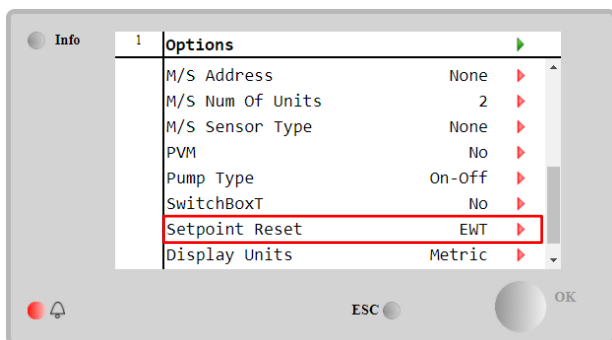 Info
1 Options
M/S Address None
M/S Num Of Units 2
M/S Sensor Type None
PVM No
Pump Type On-Off
SwitchBoxT No
Setpoint Reset EWT
Display Units Metric
ESC
OK